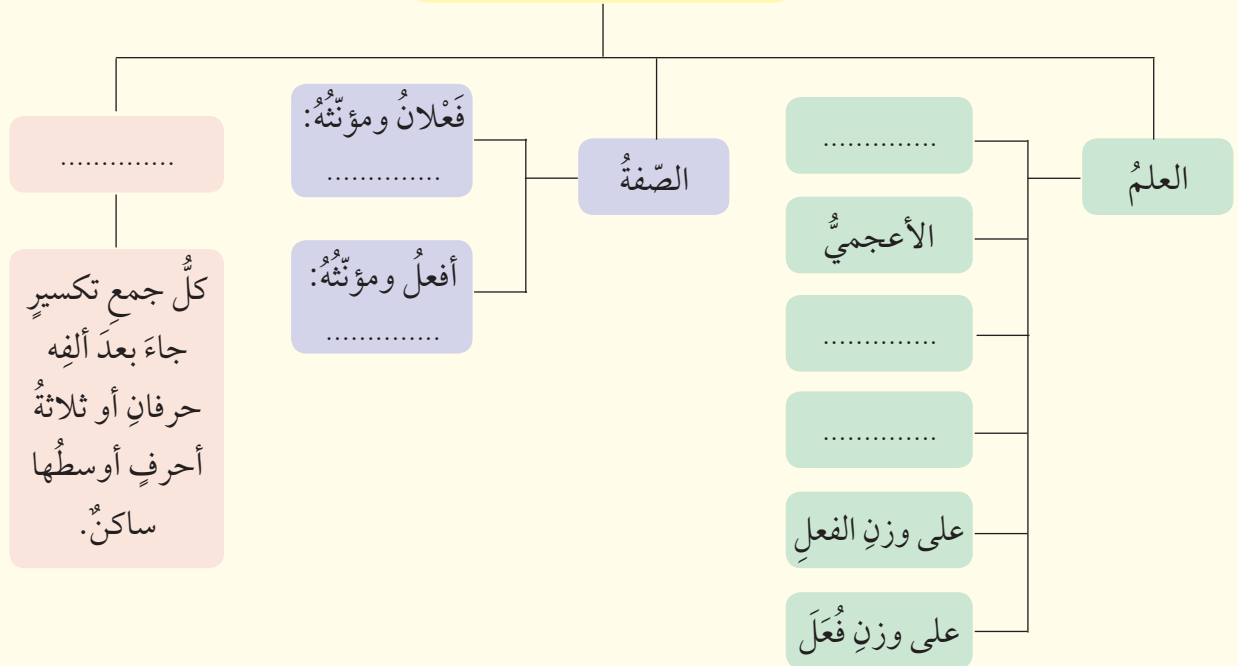 العلمُ
..............
الأعجميُّ
..............
..............
على وزنِ الفعلِ
على وزنِ فُعَلَ
الصّفةُ
فَعْلانُ ومؤنّثُهُ:
..............
أفعلُ ومؤنّثُهُ:
..............
..............
كلُّ جمعِ تكسيرٍ
جاءَ بعدَ ألفِه
حرفانِ أو ثلاثةُ
أحرفٍ أوسطُها
ساكنٌ.